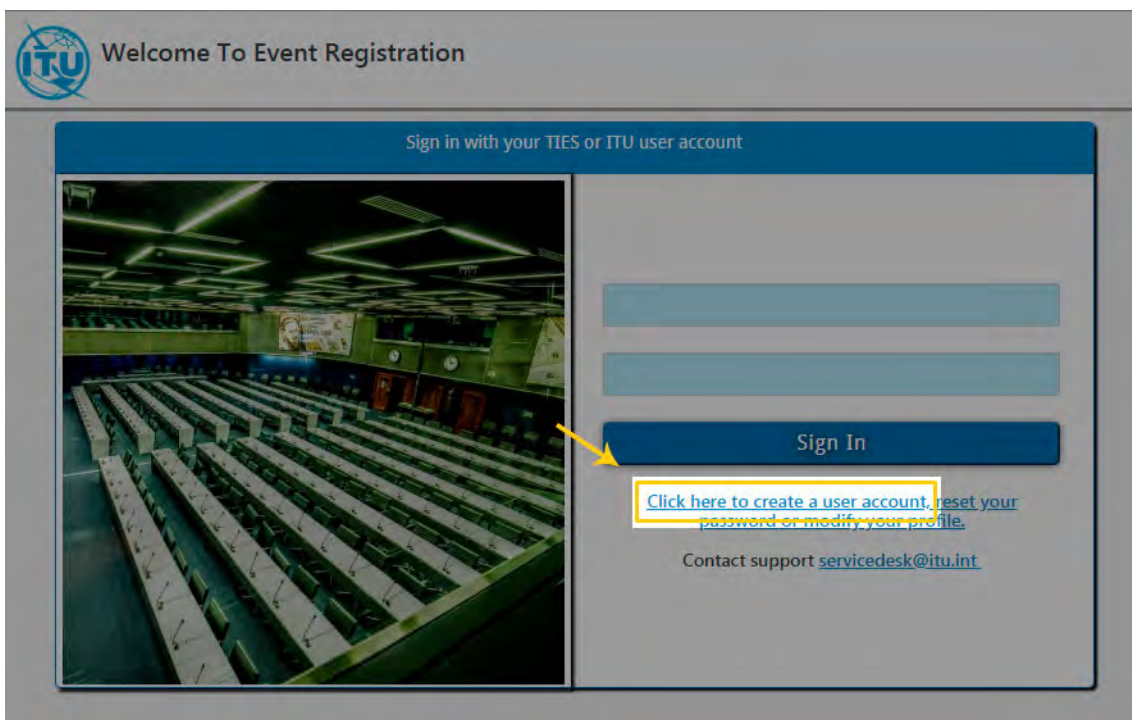 ITU
Welcome To Event Registration
Sign in with your TIES or ITU user account
Sign In
Click here to create a user account, reset your
password or modify your profile.
Contact support servicedesk@itu.int